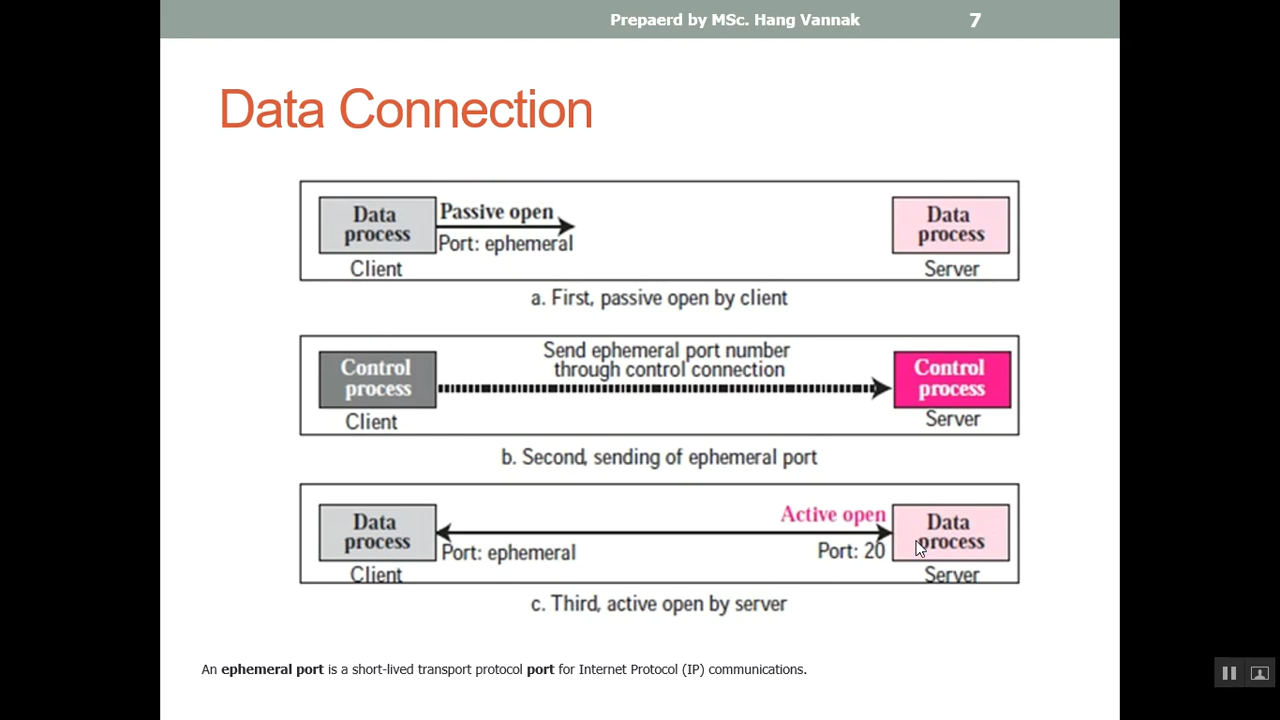 Prepaerd by MSc. Hang Vannak
7
Data Connection
Data
process
Client
Passive open
Port: ephemeral
Data
process
Server
a. First, passive open by client
Control
process
Client
Send ephemeral port number
through control connection
Control
process
Server
b. Second, sending of ephemeral port
Data
process
Client
Port: ephemeral
Active open
Port: 20
Data
process
Server
c. Third, active open by server
An ephemeral port is a short-lived transport protocol port for Internet Protocol (IP) communications.